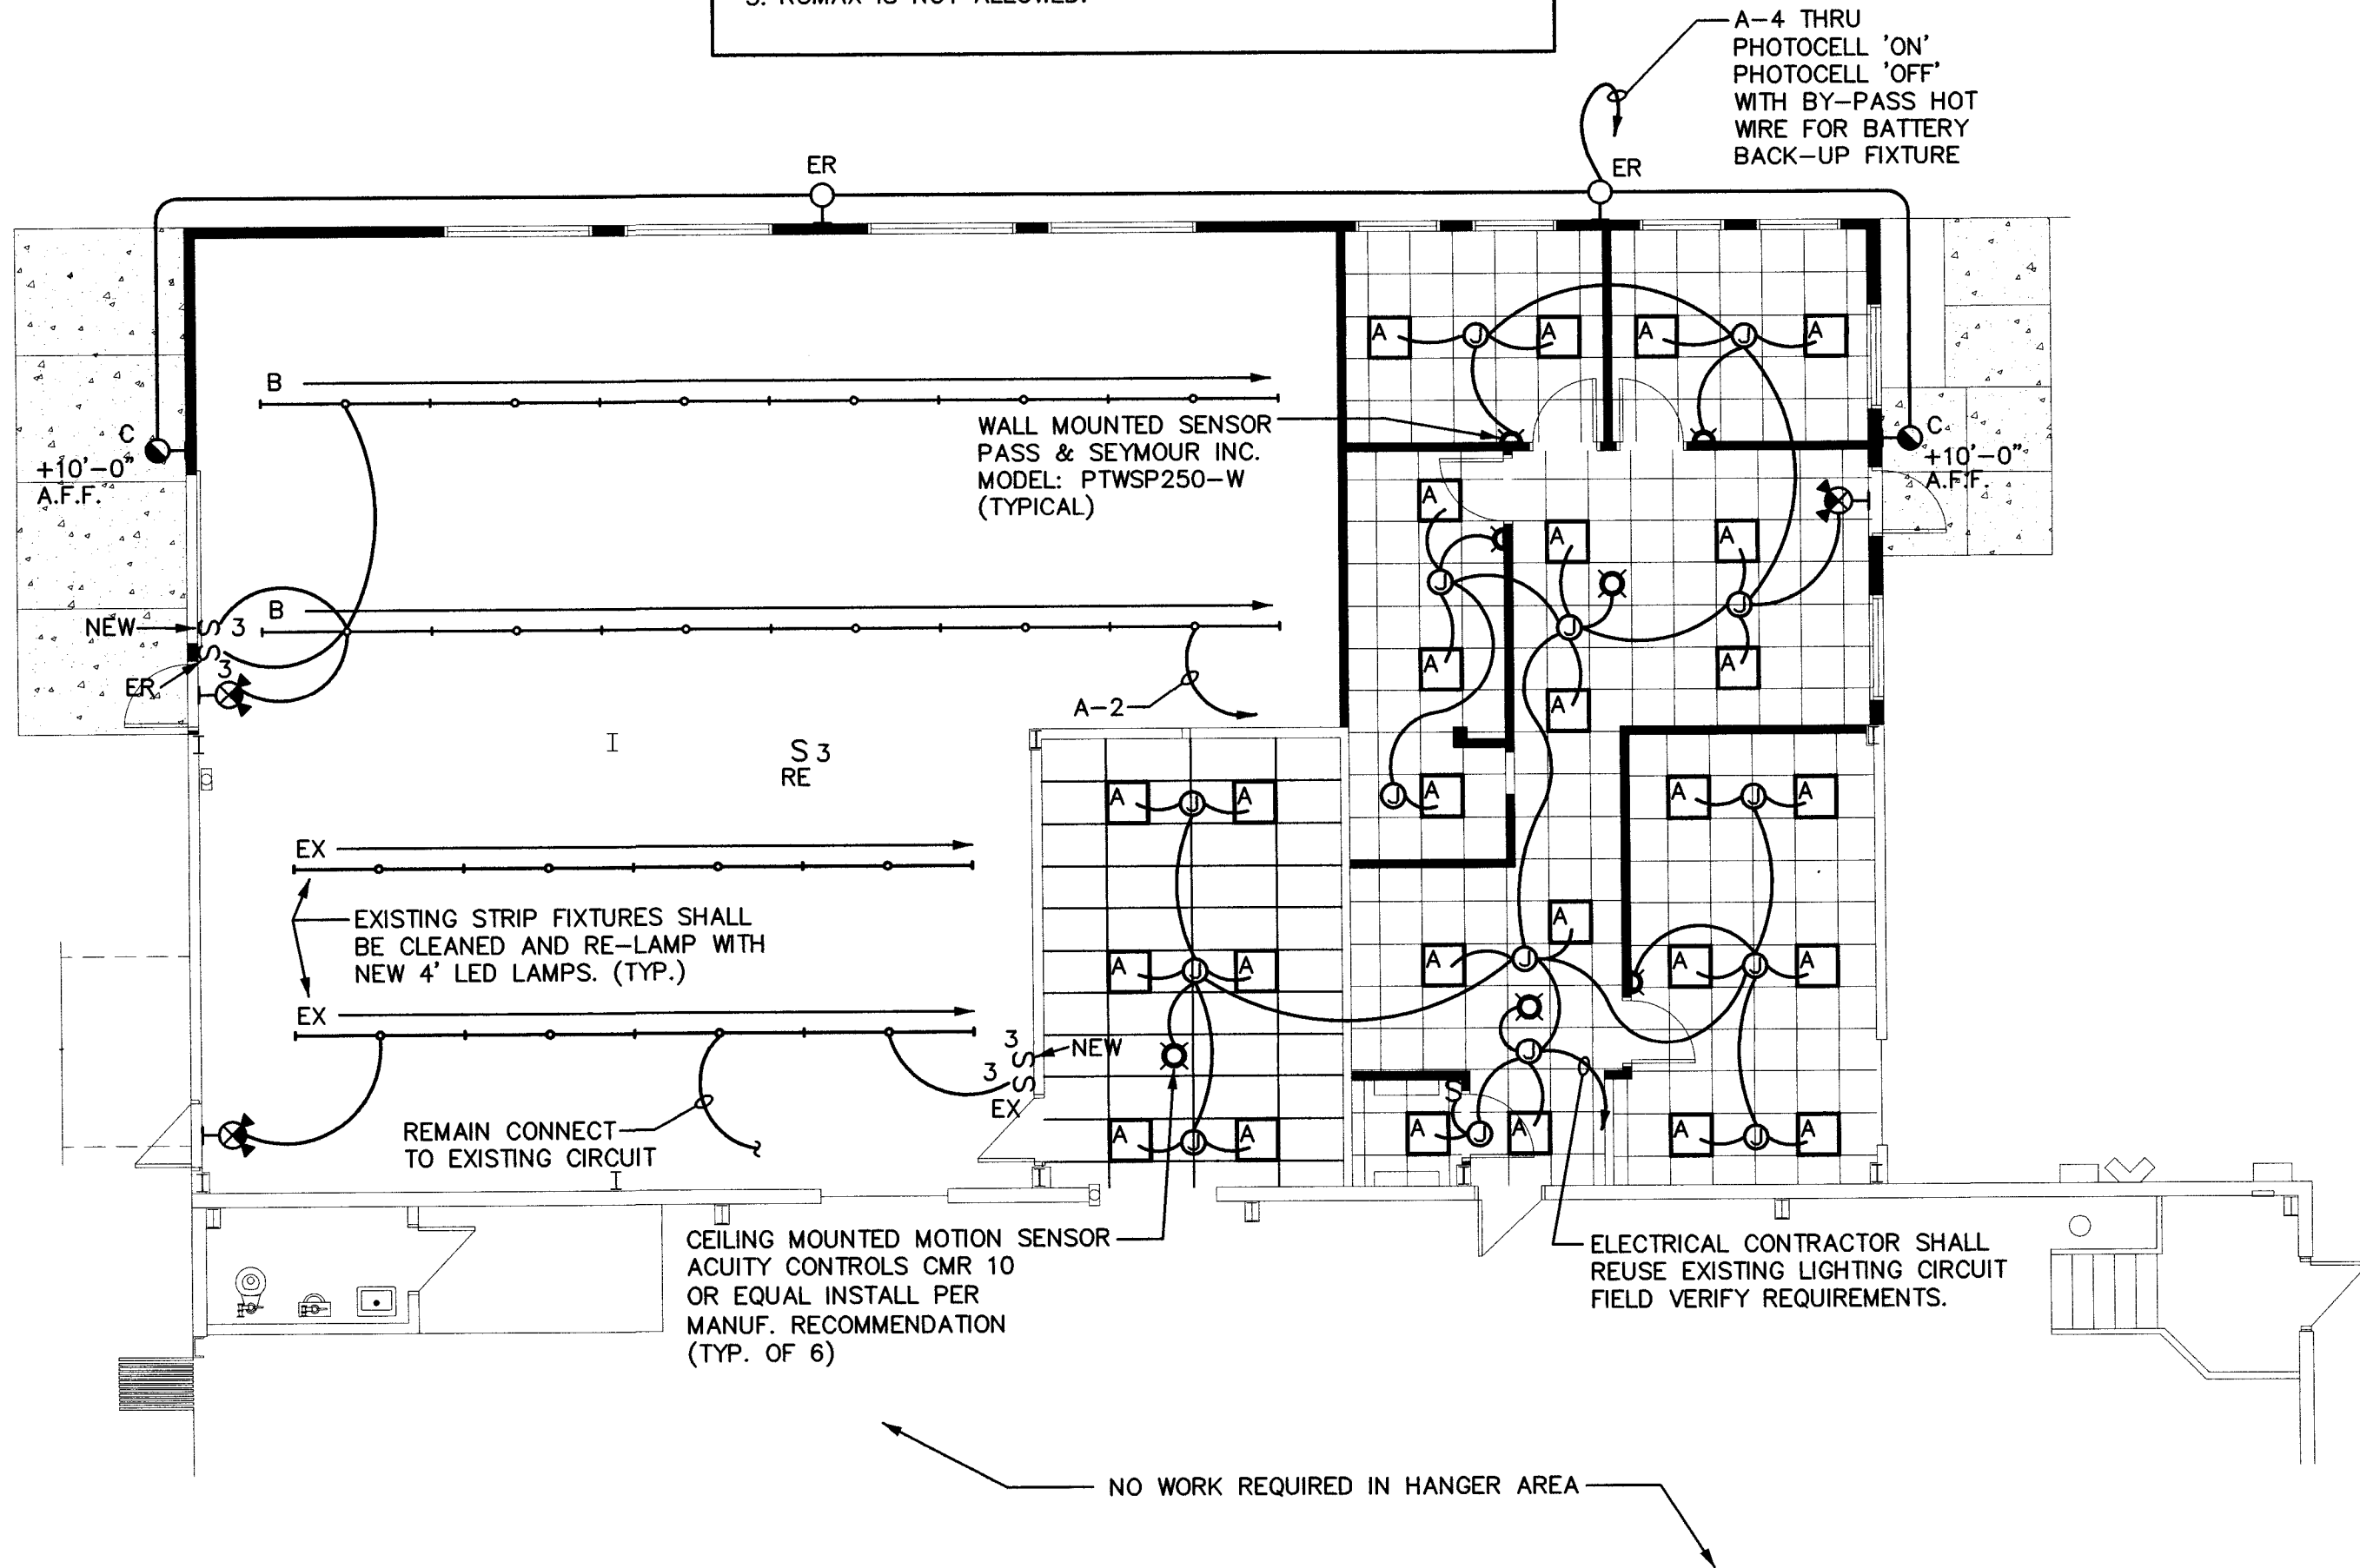 3. ROMAX IS NOT ALLOWED.
A-4 THRU
PHOTOCELL 'ON'
PHOTOCELL 'OFF'
WITH BY-PASS HOT
WIRE FOR BATTERY
BACK-UP FIXTURE
ER
ER
A
J
A
A
J
A
B
WALL MOUNTED SENSOR
PASS & SEYMOUR INC.
MODEL: PTWSP250-W
(TYPICAL)
C
+10'-0"
A.F.F.
C
+10'-0"
A.F.F.
A
A
A
J
J
J
B
NEW
S 3
S
3
ER
A
A
A
A-2
S 3
RE
A
J
A
J
A
A
J
A
EX
EXISTING STRIP FIXTURES SHALL
BE CLEANED AND RE-LAMP WITH
NEW 4' LED LAMPS. (TYP.)
A
A
J
A
A
J
A
J
A
EX
3
S
NEW
3
S
EX
J
S
REMAIN CONNECT
TO EXISTING CIRCUIT
A
J
A
A
J
A
A
J
A
CEILING MOUNTED MOTION SENSOR
ACUITY CONTROLS CMR 10
OR EQUAL INSTALL PER
MANUF. RECOMMENDATION
(TYP. OF 6)
ELECTRICAL CONTRACTOR SHALL
REUSE EXISTING LIGHTING CIRCUIT
FIELD VERIFY REQUIREMENTS.
NO WORK REQUIRED IN HANGER AREA